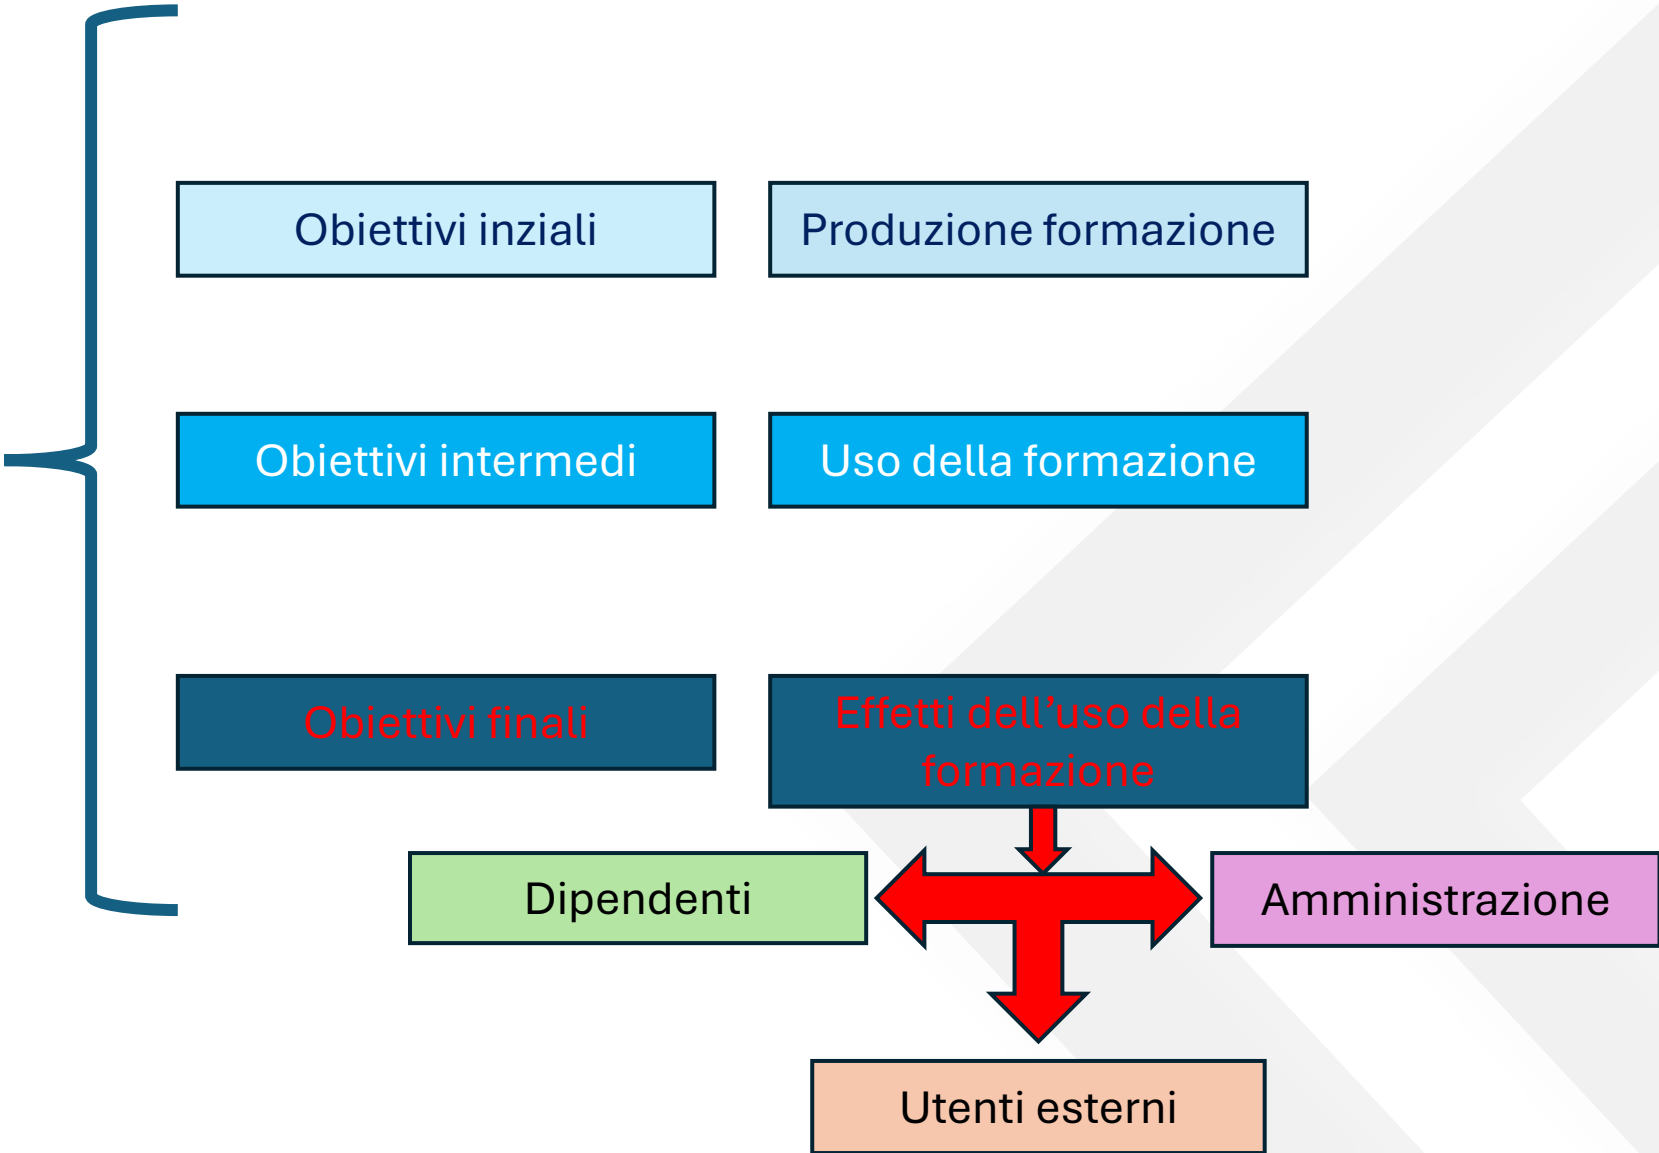 Obiettivi inziali
Produzione formazione
Obiettivi intermedi
Uso della formazione
Obiettivi finali
Effetti dell’uso della
formazione
Dipendenti
Amministrazione
Utenti esterni